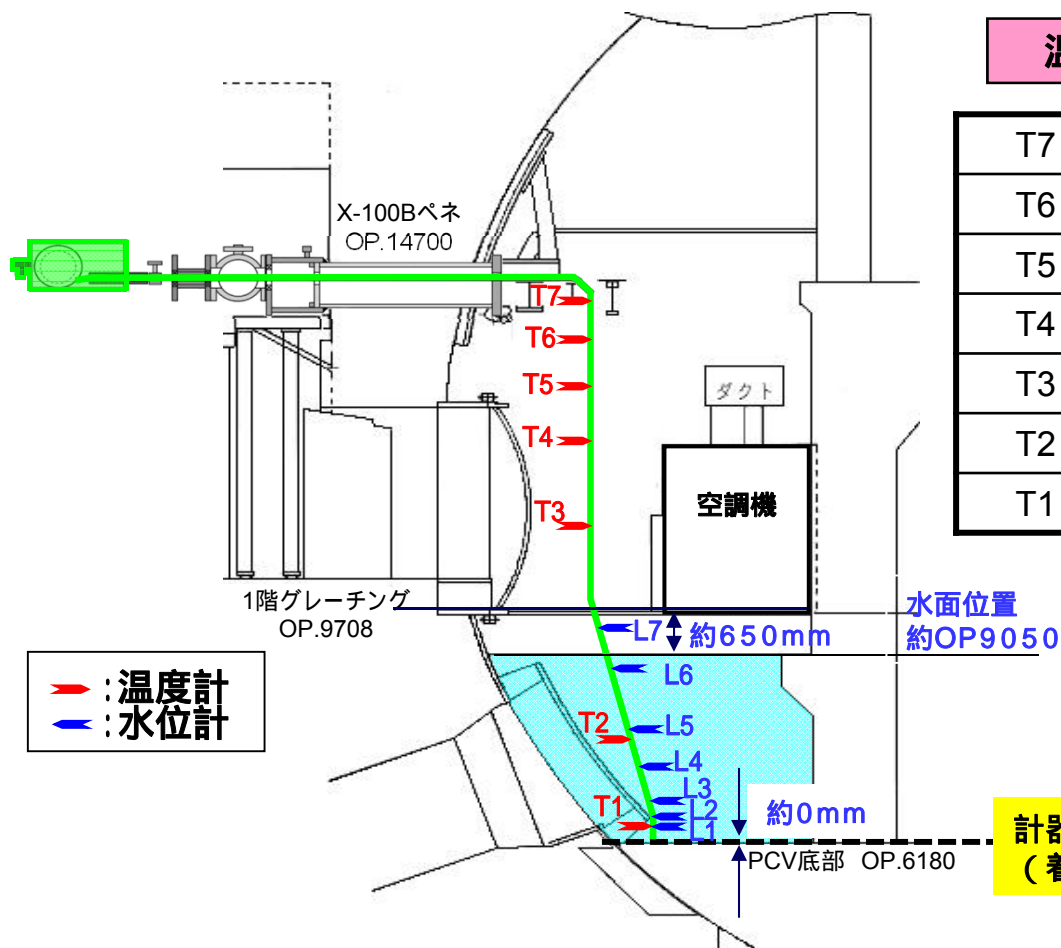 温
T7
T6
T5
T4
T3
T2
T1
X-100Bペネ
OP.14700
T7
T6
T5
T4
T3
ダクト
空調機
1階グレーチング
OP.9708
水面位置
約OP9050
L7
約650mm
L6
:温度計
:水位計
T2
L5
L4
L3
T1
L2
L1
約0mm
PCV底部 OP.6180
計器
(着